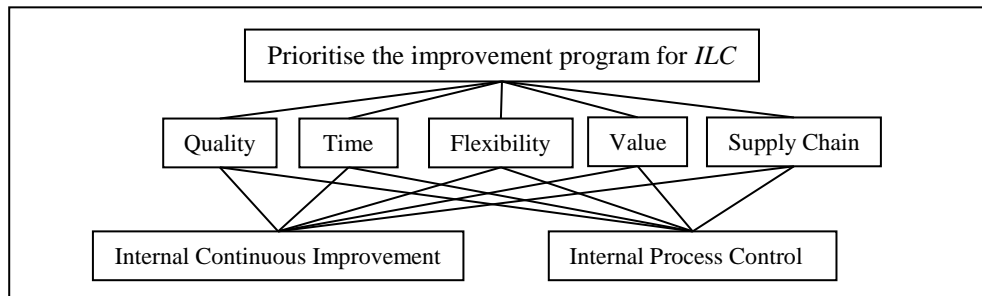 Prioritise the improvement program for ILC
Quality
Time
Flexibility
Value
Supply Chain
Internal Continuous Improvement
Internal Process Control